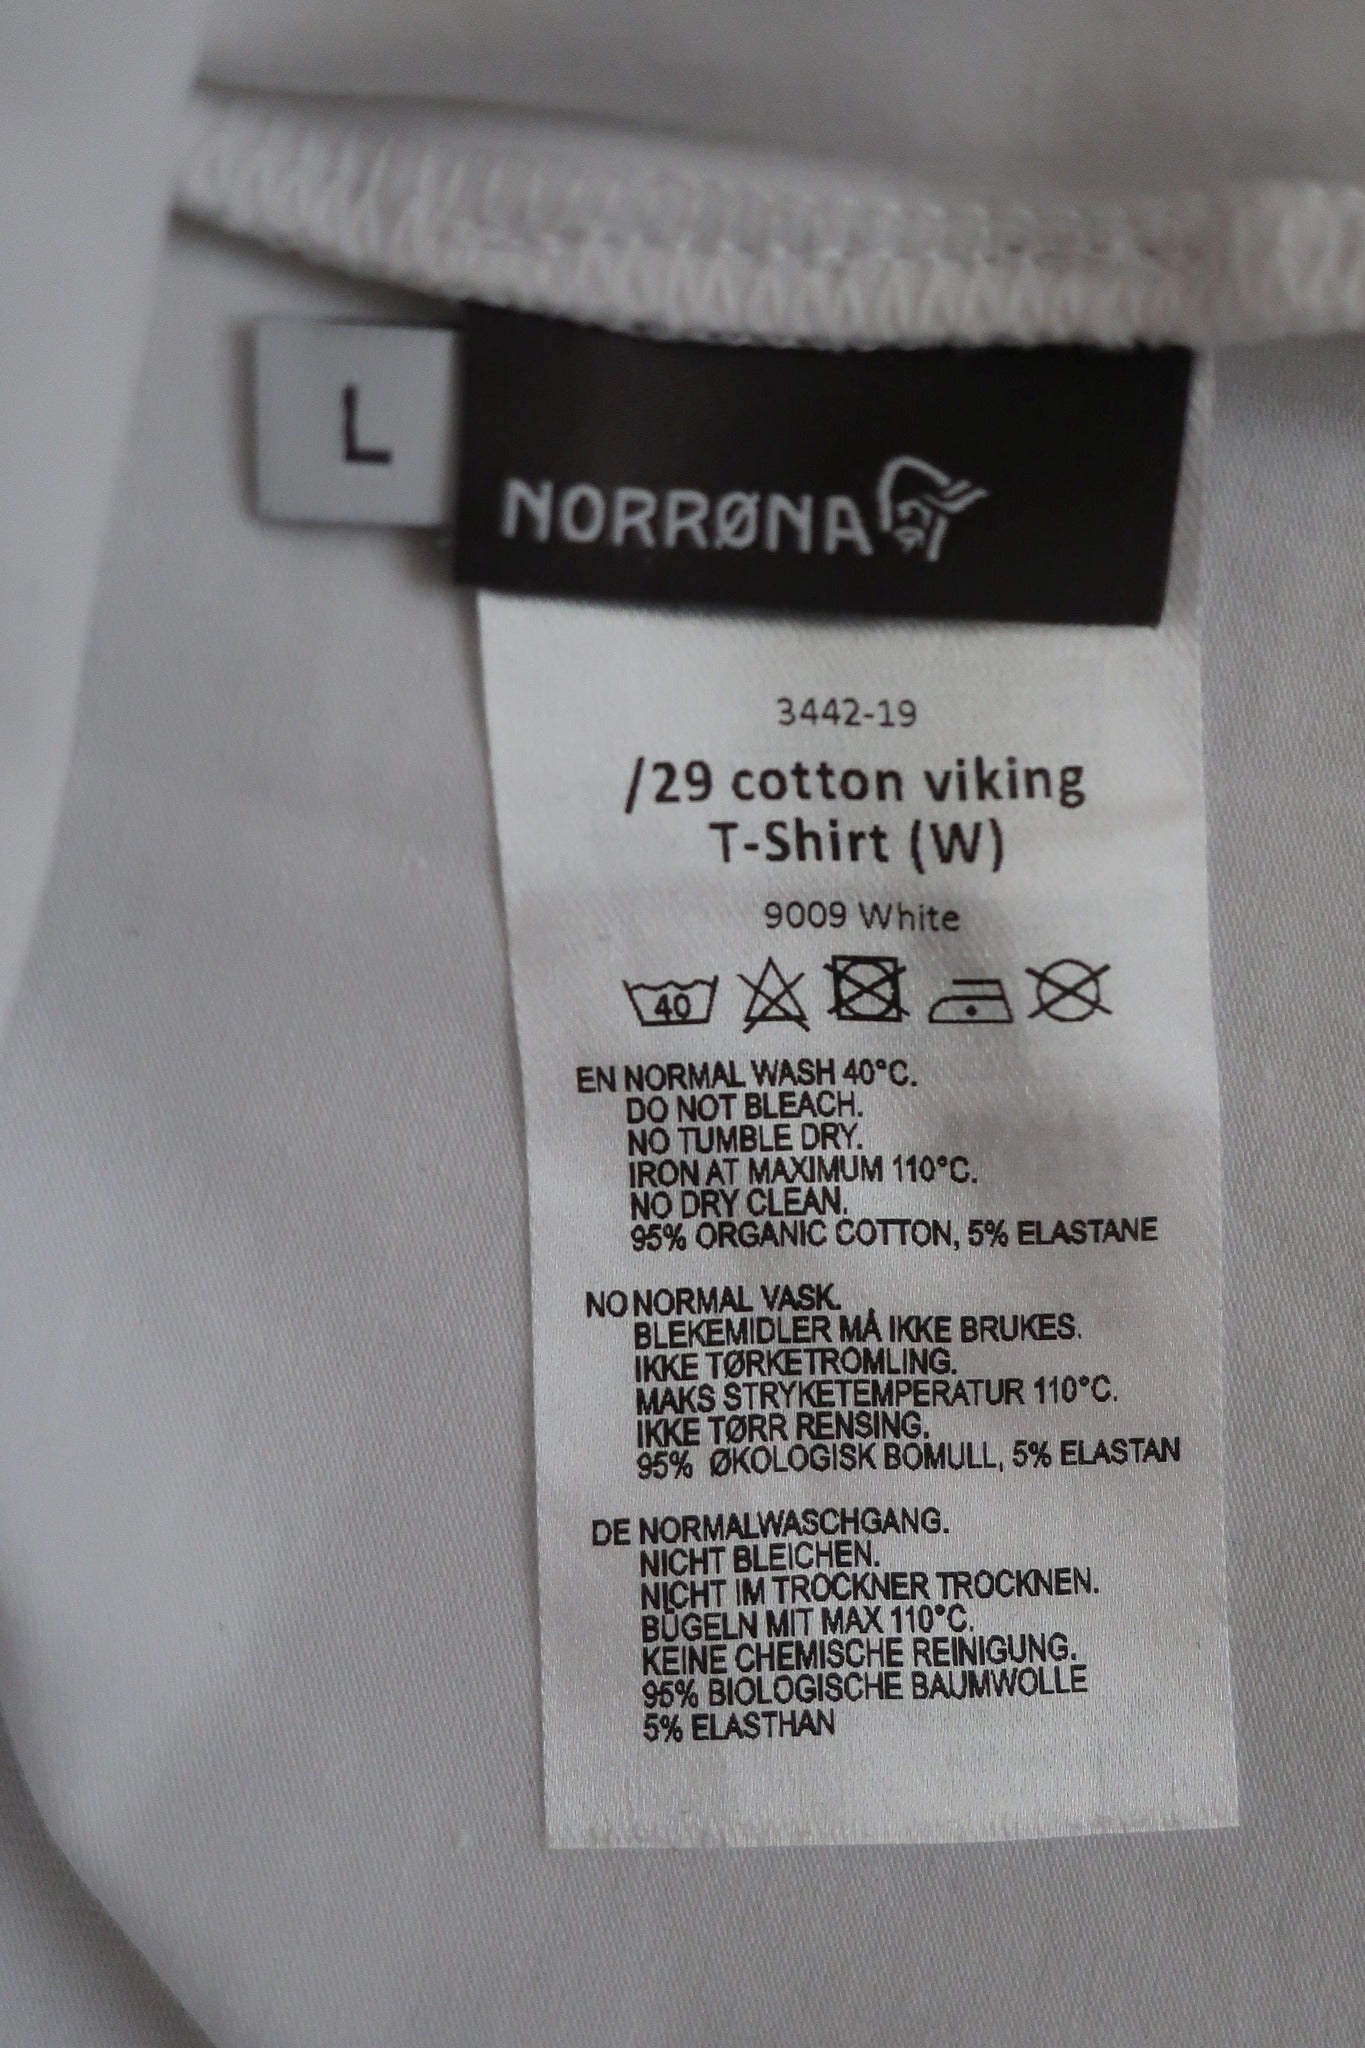 L
NORRØNA
3442-19
/29 cotton viking
T-Shirt (W)
9009 White
40
EN NORMAL WASH 40°C.
DO NOT BLEACH.
NO TUMBLE DRY.
IRON AT MAXIMUM 110°C.
NO DRY CLEAN.
95% ORGANIC COTTON, 5% ELASTANE
NO NORMAL VASK.
BLEKEMIDLER MÅ IKKE BRUKES.
IKKE TØRKETROMLING.
MAKS STRYKETEMPERATUR 110°C.
IKKE TØRR RENSING.
95% ØKOLOGISK BOMULL, 5% ELASTAN
DE NORMALWASCHGANG.
NICHT BLEICHEN.
NICHT IM TROCKNER TROCKNEN.
BÜGELN MIT MAX 110°C.
KEINE CHEMISCHE REINIGUNG.
95% BIOLOGISCHE BAUMWOLLE
5% ELASTHAN